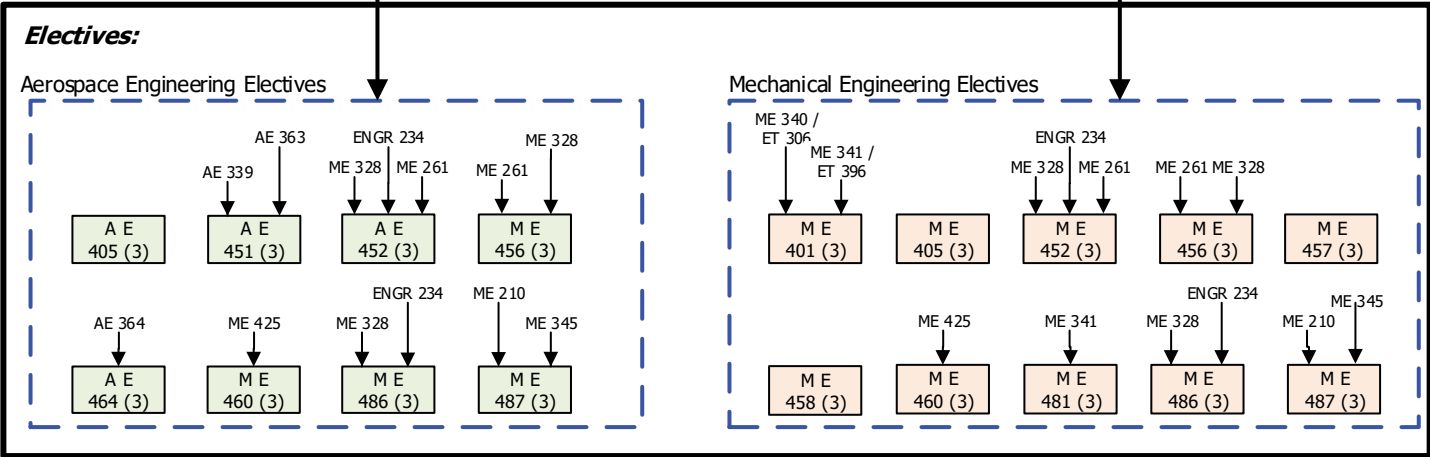 Electives:
Aerospace Engineering Electives
AE 363
ENGR 234
ME 328
AE 339
ME 328
ME 261
ME 261
A E
405 (3)
A E
451 (3)
A E
452 (3)
M E
456 (3)
ENGR 234
ME 210
AE 364
ME 425
ME 328
ME 345
A E
464 (3)
M E
460 (3)
M E
486 (3)
M E
487 (3)
Mechanical Engineering Electives
ME 340 /
ET 306
ME 341 /
ET 396
ENGR 234
ME 328
ME 261
ME 261
ME 328
M E
401 (3)
M E
405 (3)
M E
452 (3)
M E
456 (3)
M E
457 (3)
ENGR 234
ME 345
ME 425
ME 341
ME 328
ME 210
M E
458 (3)
M E
460 (3)
M E
481 (3)
M E
486 (3)
M E
487 (3)